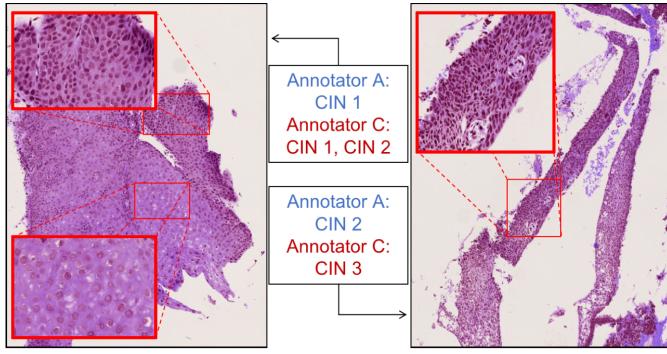 Annotator A:
CIN 1
Annotator C:
CIN 1, CIN 2
Annotator A:
CIN 2
Annotator C:
CIN 3